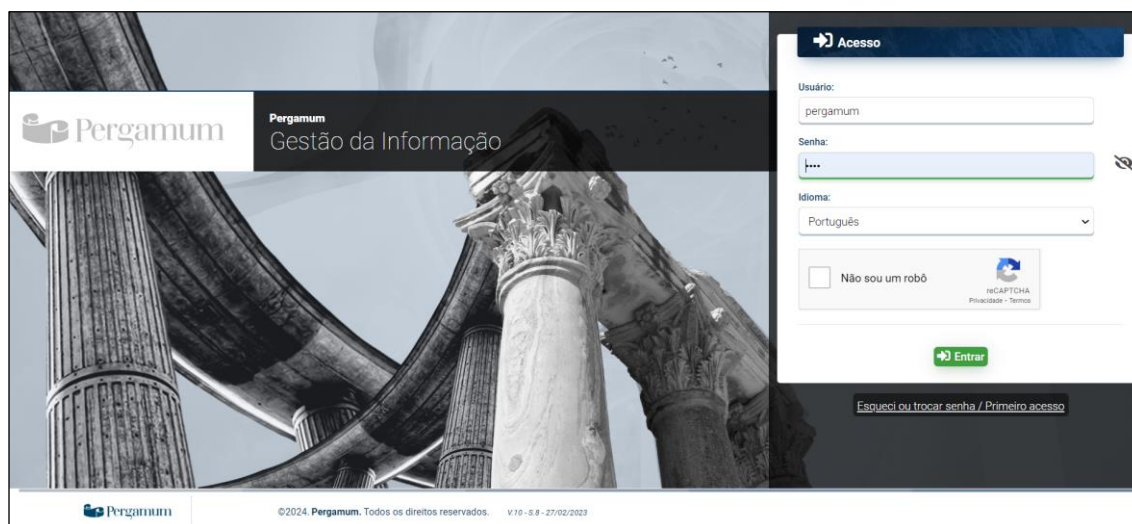 Pergamum
Pergamum
Gestão da Informação
Acesso
Usuário:
pergamum
Senha:
••••
Idioma:
Português
Não sou um robô
reCAPTCHA
Privacidade - Termos
Entrar
Esqueci ou trocar senha / Primeiro acesso
Pergamum
©2024. Pergamum. Todos os direitos reservados. V.10 - S.8 - 27/02/2023